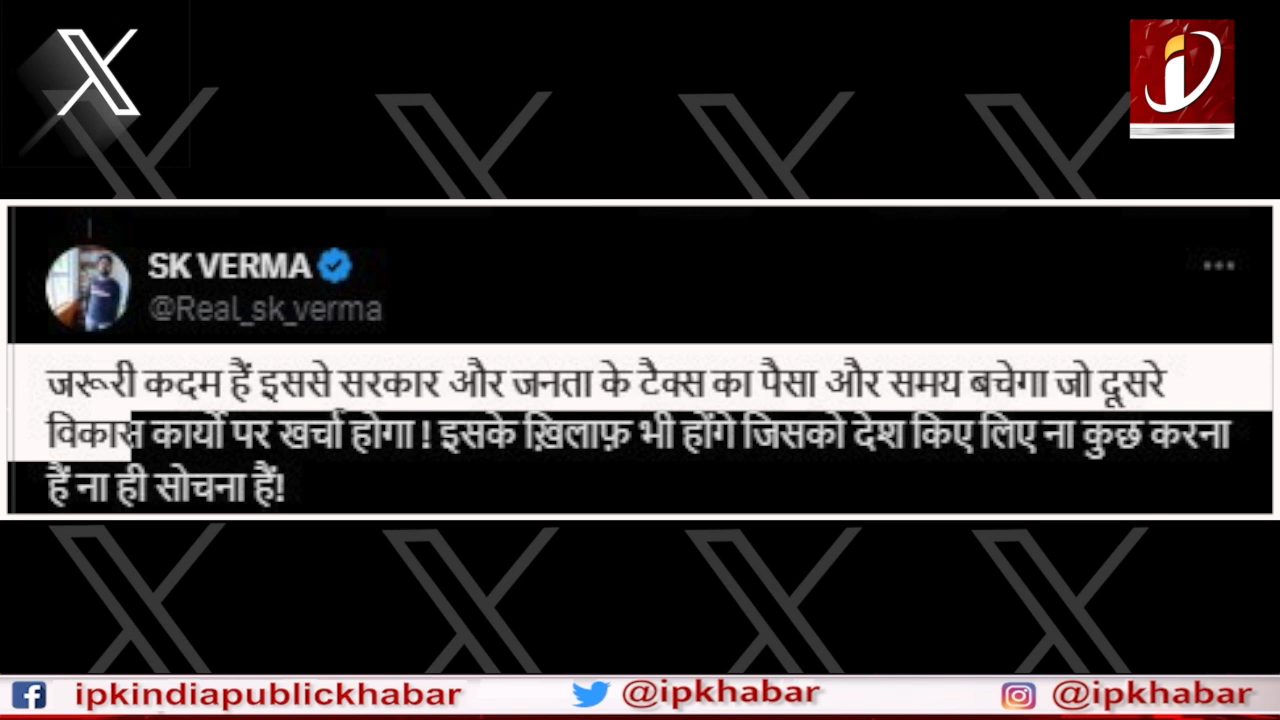 SK VERMA
@Real_sk_verma
जरूरी कदम हैं इससे सरकार और जनता के टैक्स का पैसा और समय बचेगा जो दूसरे
विकास कार्यो पर खर्चा होगा ! इसके ख़िलाफ़ भी होंगे जिसको देश किए लिए ना कुछ करना
हैं ना ही सोचना हैं!
ipkindiapublickhabar @ipkhabar @ipkhabar